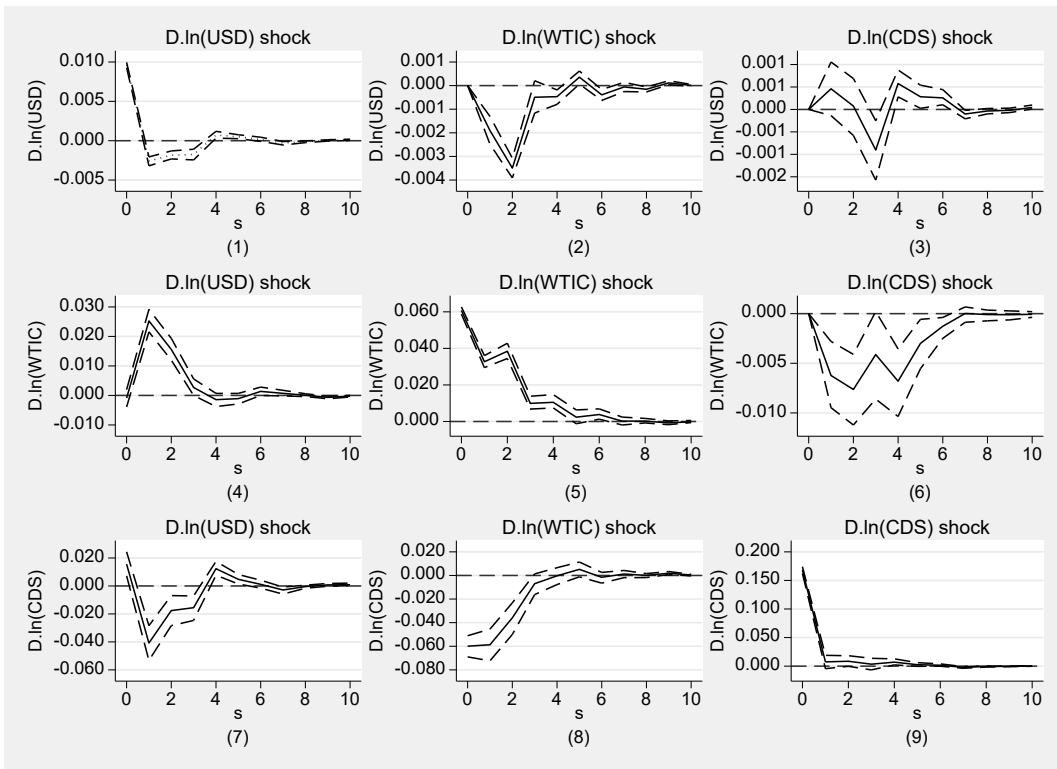 D.ln(USD) shock
D.ln(USD)
0.010
0.005
0.000
-0.005
0 2 4 6 8 10
s
(1)
D.ln(WTIC) shock
D.ln(USD)
0.001
0.000
-0.001
-0.002
-0.003
-0.004
0 2 4 6 8 10
s
(2)
D.ln(CDS) shock
D.ln(USD)
0.001
0.001
0.000
-0.001
-0.001
-0.002
0 2 4 6 8 10
s
(3)
D.ln(USD) shock
D.ln(WTIC)
0.030
0.020
0.010
0.000
-0.010
0 2 4 6 8 10
s
(4)
D.ln(WTIC) shock
D.ln(WTIC)
0.060
0.040
0.020
0.000
0 2 4 6 8 10
s
(5)
D.ln(CDS) shock
D.ln(WTIC)
0.000
-0.005
-0.010
0 2 4 6 8 10
s
(6)
D.ln(USD) shock
D.ln(CDS)
0.020
0.000
-0.020
-0.040
-0.060
0 2 4 6 8 10
s
(7)
D.ln(WTIC) shock
D.ln(CDS)
0.020
0.000
-0.020
-0.040
-0.060
-0.080
0 2 4 6 8 10
s
(8)
D.ln(CDS) shock
D.ln(CDS)
0.200
0.150
0.100
0.050
0.000
0 2 4 6 8 10
s
(9)